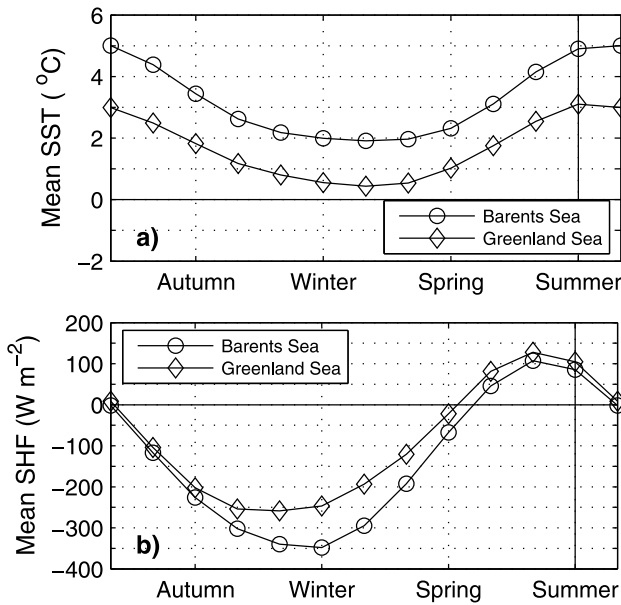 Mean SST ( °C)
6
4
2
0
−2
a)
Barents Sea
Greenland Sea
Autumn Winter Spring Summer
Mean SHF (W m−2)
200
100
0
−100
−200
−300
−400
Barents Sea
Greenland Sea
b)
Autumn Winter Spring Summer